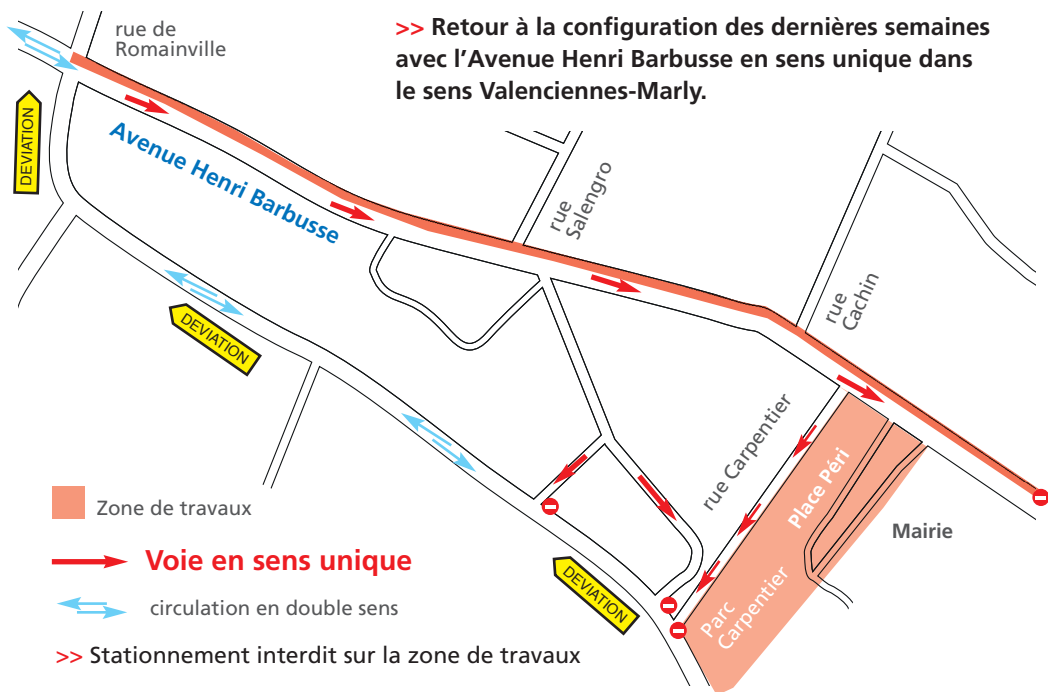 rue de
Romainville
>> Retour à la configuration des dernières semaines
avec l'Avenue Henri Barbusse en sens unique dans
le sens Valenciennes-Marly.
DEVIATION
Avenue Henri Barbusse
rue
Salengro
rue
Cachin
DEVIATION
rue Carpentier
Place Péri
Mairie
Parc
Carpentier
DEVIATION
Zone de travaux
Voie en sens unique
circulation en double sens
>> Stationnement interdit sur la zone de travaux